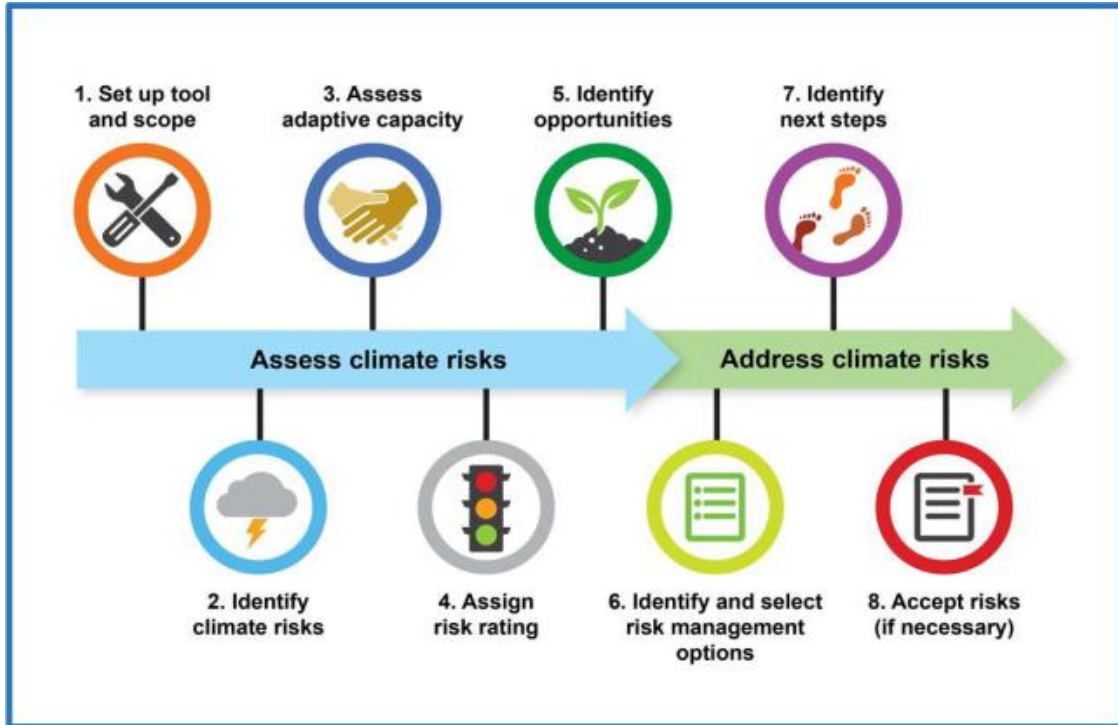 1. Set up tool
and scope
3. Assess
adaptive capacity
5. Identify
opportunities
7. Identify
next steps
Assess climate risks
Address climate risks
2. Identify
climate risks
4. Assign
risk rating
6. Identify and select
risk management
options
8. Accept risks
(if necessary)